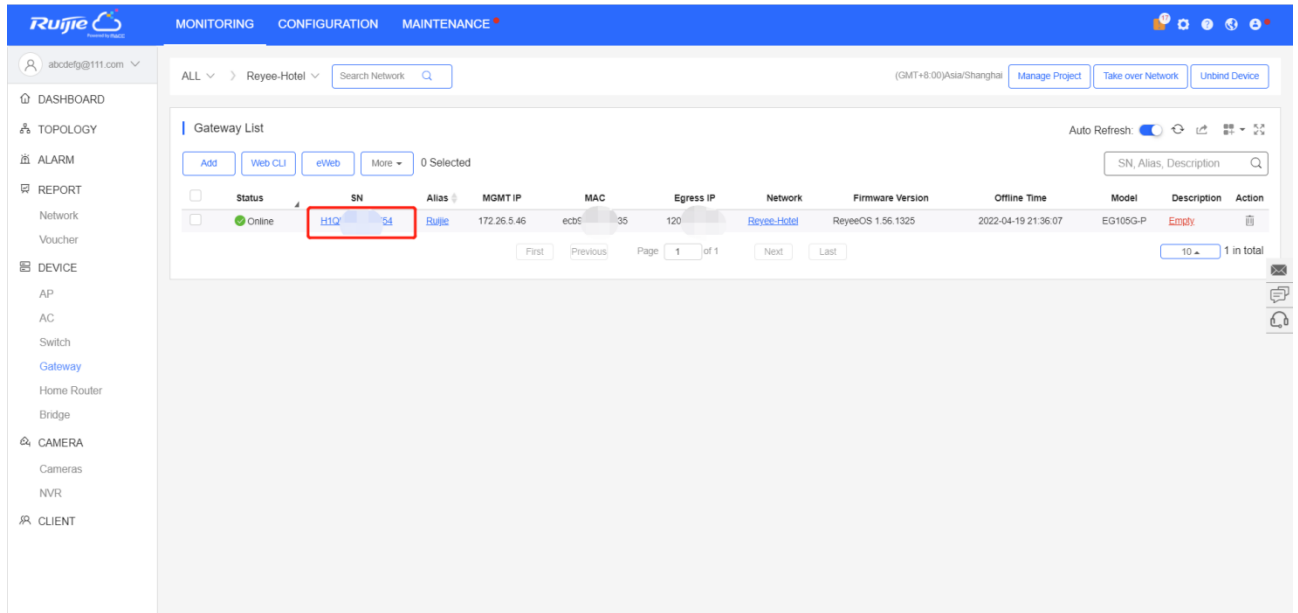 Ruijie MONITORING CONFIGURATION MAINTENANCE
abcdefg@111.com
ALL > Reyee-Hotel Search Network (GMT+8:00)Asia/Shanghai Manage Project Take over Network Unbind Device
DASHBOARD
TOPOLOGY
ALARM
REPORT
Network
Voucher
DEVICE
AP
AC
Switch
Gateway
Home Router
Bridge
CAMERA
Cameras
NVR
CLIENT
Gateway List Auto Refresh:
Add Web CLI eWeb More 0 Selected SN, Alias, Description
Status SN Alias MGMT IP MAC Egress IP Network Firmware Version Offline Time Model Description Action
Online H1Q 54 Ruijie 172.26.5.46 ecb9 35 120 Reyee-Hotel ReyeeOS 1.56.1325 2022-04-19 21:36:07 EG105G-P Empty
First Previous Page 1 of 1 Next Last 10 1 in total